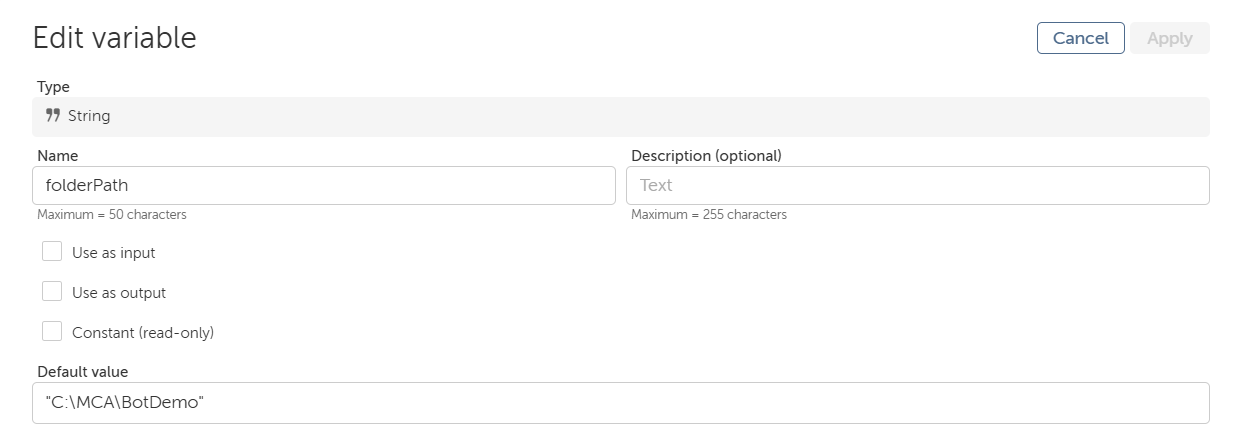 Edit variable
Cancel
Apply
Type
String
Name
Description (optional)
folderPath
Text
Maximum = 50 characters
Maximum = 255 characters
Use as input
Use as output
Constant (read-only)
Default value
"C:\MCA\BotDemo"